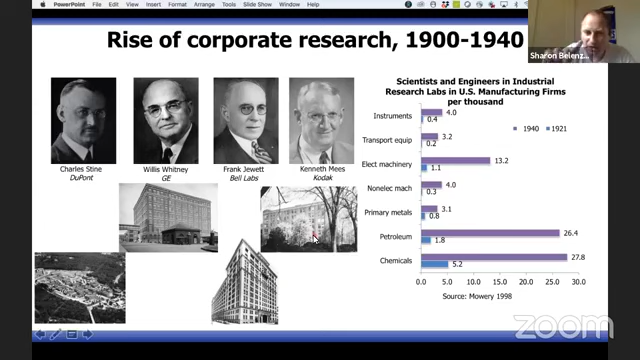 PowerPoint
File
Edit
View
Insert
Format
Arrange
Tools
Slide Show
Window
Help
Rise of corporate research, 1900-1940
Sharon Belenz...
Charles Stine
DuPont
Willis Whitney
GE
Frank Jewett
Bell Labs
Kenneth Mees
Kodak
Scientists and Engineers in Industrial
Research Labs in U.S. Manufacturing Firms
per thousand
1940
1921
Instruments
4.0
0.4
Transport equip
3.2
0.2
Elect machinery
13.2
1.1
Nonelec mach
4.0
0.3
Primary metals
3.1
0.8
Petroleum
26.4
1.8
Chemicals
27.8
5.2
0.0
5.0
10.0
15.0
20.0
25.0
30.0
Source: Mowery 1998
zoom